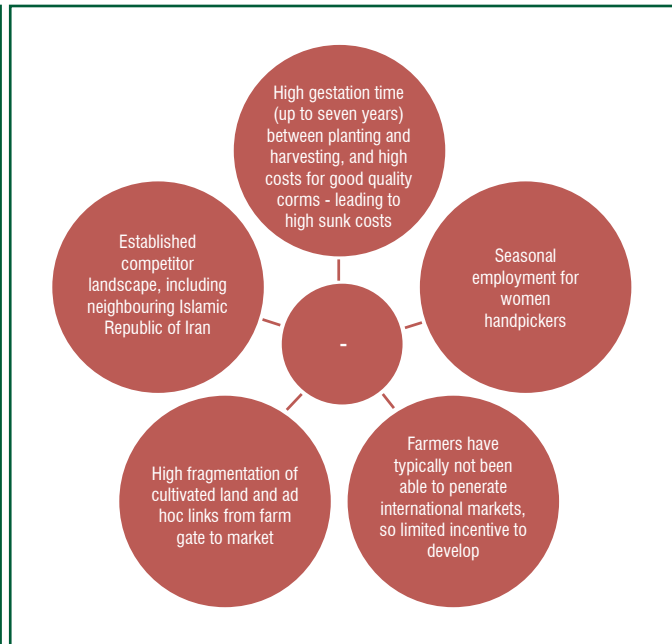 High gestation time
(up to seven years)
between planting and
harvesting, and high
costs for good quality
corms - leading to
high sunk costs
Established
competitor
landscape, including
neighbouring Islamic
Republic of Iran
Seasonal
employment for
women
handpickers
-
High fragmentation of
cultivated land and ad
hoc links from farm
gate to market
Farmers have
typically not been
able to penerate
international markets,
so limited incentive to
develop